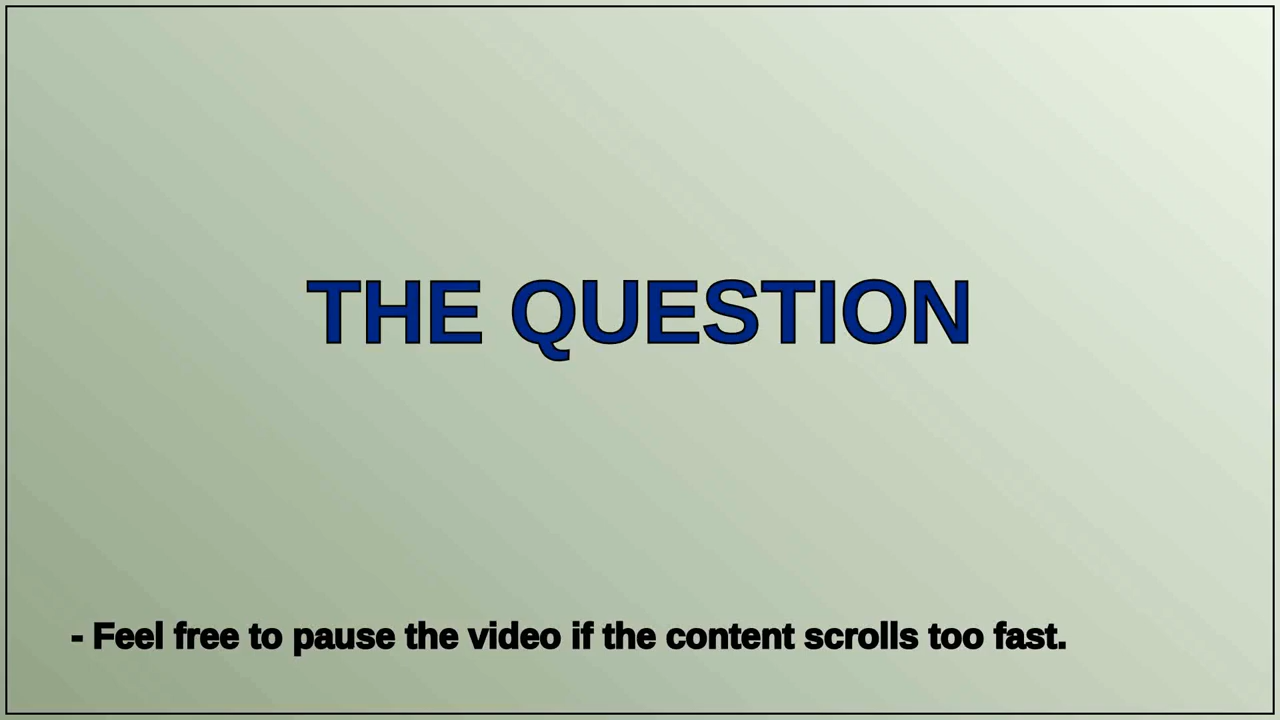 THE QUESTION
- Feel free to pause the video if the content scrolls too fast.